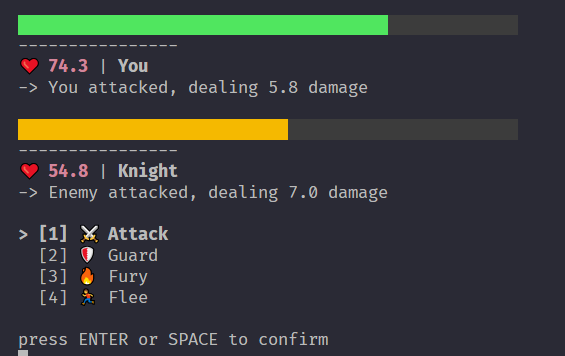 ----------------
❤️ 74.3 | You
-> You attacked, dealing 5.8 damage
----------------
❤️ 54.8 | Knight
-> Enemy attacked, dealing 7.0 damage
> [1] ⚔️ Attack
[2] 🛡️ Guard
[3] 🔥 Fury
[4] 🏃 Flee
press ENTER or SPACE to confirm